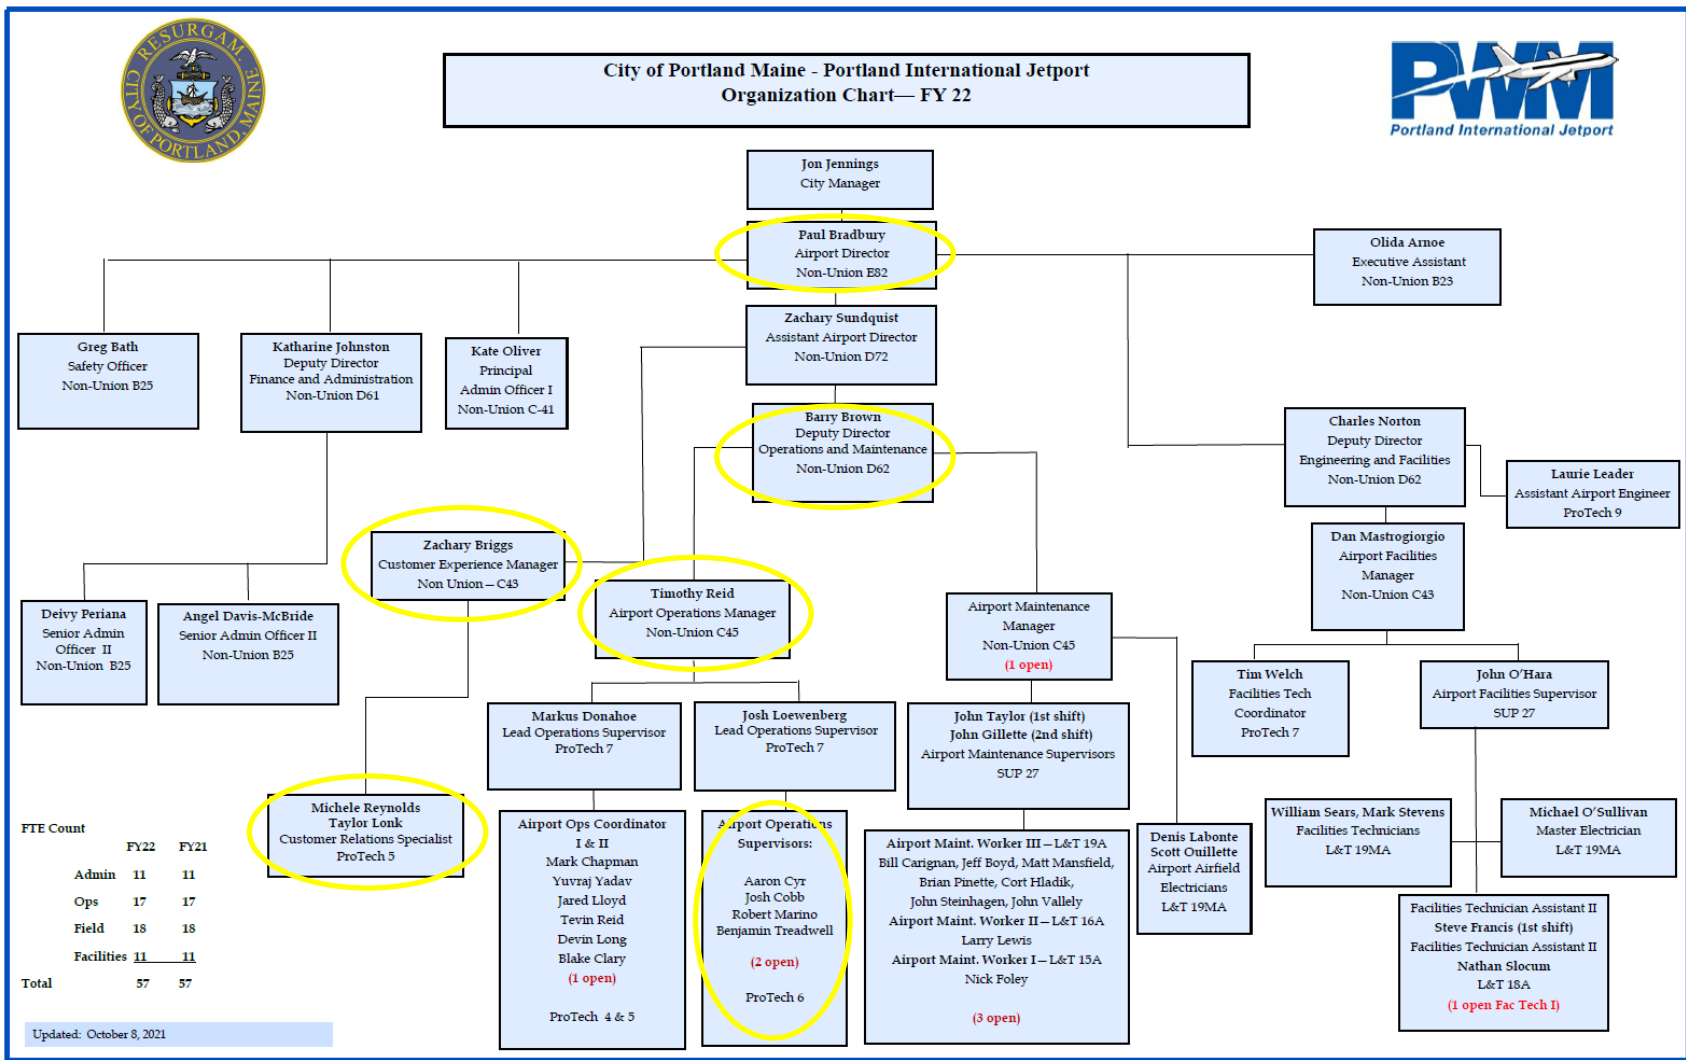 RESURGAM.
CITY OF PORTLAND, MAINE.
City of Portland Maine - Portland International Jetport
Organization Chart— FY 22
PWM
Portland International Jetport
Jon Jennings
City Manager
Paul Bradbury
Airport Director
Non-Union E82
Olida Arnoe
Executive Assistant
Non-Union B23
Zachary Sundquist
Assistant Airport Director
Non-Union D72
Greg Bath
Safety Officer
Non-Union B25
Katharine Johnston
Deputy Director
Finance and Administration
Non-Union D61
Kate Oliver
Principal
Admin Officer I
Non-Union C-41
Barry Brown
Deputy Director
Operations and Maintenance
Non-Union D62
Charles Norton
Deputy Director
Engineering and Facilities
Non-Union D62
Laurie Leader
Assistant Airport Engineer
ProTech 9
Zachary Briggs
Customer Experience Manager
Non Union—C43
Dan Mastrogiorgio
Airport Facilities
Manager
Non-Union C43
Timothy Reid
Airport Operations Manager
Non-Union C45
Airport Maintenance
Manager
Non-Union C45
(1 open)
Deivy Periana
Senior Admin
Officer II
Non-Union B25
Angel Davis-McBride
Senior Admin Officer II
Non-Union B25
Tim Welch
Facilities Tech
Coordinator
ProTech 7
John O'Hara
Airport Facilities Supervisor
SUP 27
Markus Donahoe
Lead Operations Supervisor
ProTech 7
Josh Loewenberg
Lead Operations Supervisor
ProTech 7
John Taylor (1st shift)
John Gillette (2nd shift)
Airport Maintenance Supervisors
SUP 27
Michele Reynolds
Taylor Lonk
Customer Relations Specialist
ProTech 5
Airport Ops Coordinator
I & II
Mark Chapman
Yuvraj Yadav
Jared Lloyd
Tevin Reid
Devin Long
Blake Clary
(1 open)
ProTech 4 & 5
Airport Operations
Supervisors:
Aaron Cyr
Josh Cobb
Robert Marino
Benjamin Treadwell
(2 open)
ProTech 6
Airport Maint. Worker III—L&T 19A
Bill Carignan, Jeff Boyd, Matt Mansfield,
Brian Pinette, Cort Hladik,
John Steinhagen, John Vallely
Airport Maint. Worker II—L&T 16A
Larry Lewis
Airport Maint. Worker I—L&T 15A
Nick Foley
(3 open)
Denis Labonte
Scott Ouillette
Airport Airfield
Electricians
L&T 19MA
William Sears, Mark Stevens
Facilities Technicians
L&T 19MA
Michael O'Sullivan
Master Electrician
L&T 19MA
Facilities Technician Assistant II
Steve Francis (1st shift)
Facilities Technician Assistant II
Nathan Slocum
L&T 18A
(1 open Fac Tech I)
FTE Count
FY22 FY21
Admin 11 11
Ops 17 17
Field 18 18
Facilities 11 11
Total 57 57
Updated: October 8, 2021